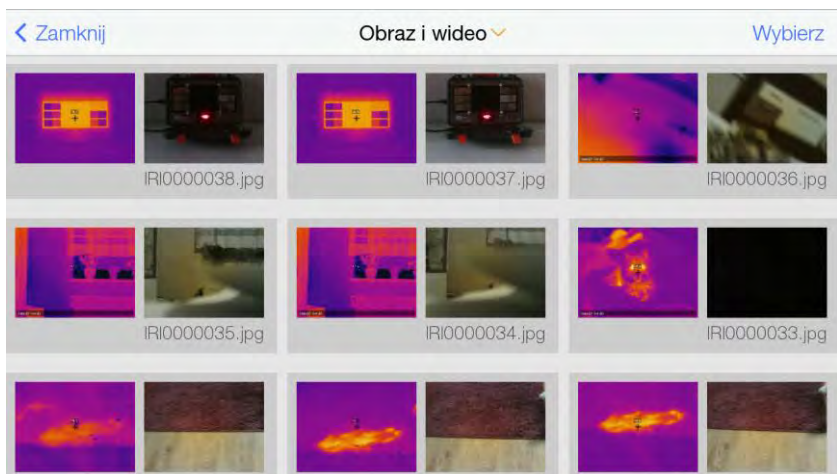 Zamknij
Obraz i wideo
Wybierz
IRI0000038.jpg
IRI0000037.jpg
IRI0000036.jpg
IRI0000035.jpg
IRI0000034.jpg
IRI0000033.jpg